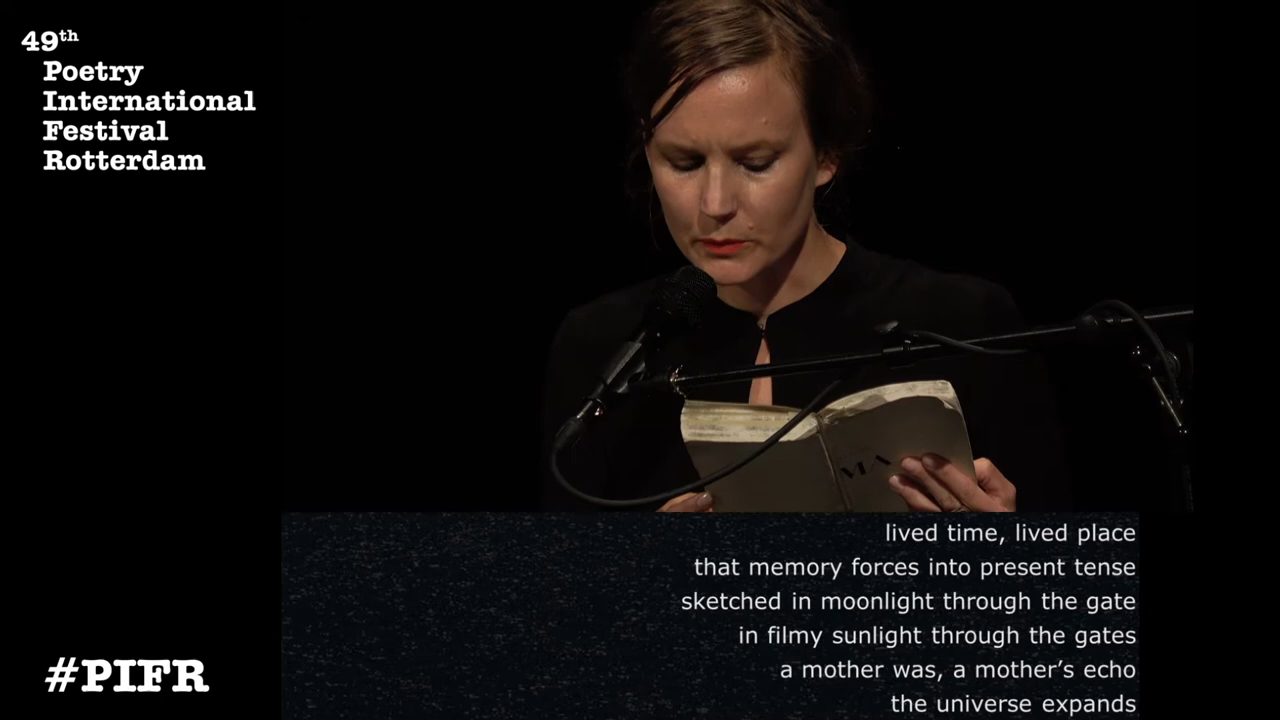 49th
Poetry
International
Festival
Rotterdam
MA
lived time, lived place
that memory forces into present tense
sketched in moonlight through the gate
in filmy sunlight through the gates
a mother was, a mother’s echo
the universe expands
#PIFR